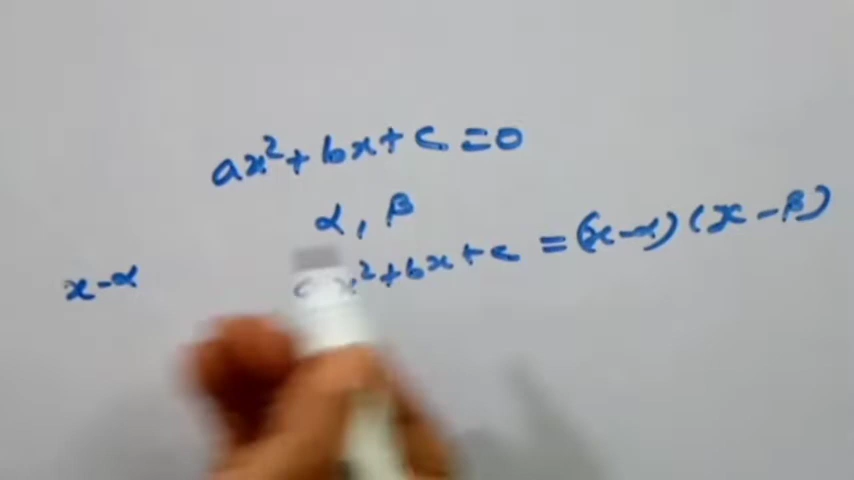 ax²+bx+c=0
α, β
x²+bx+c =(x-α)(x-β)
x-α